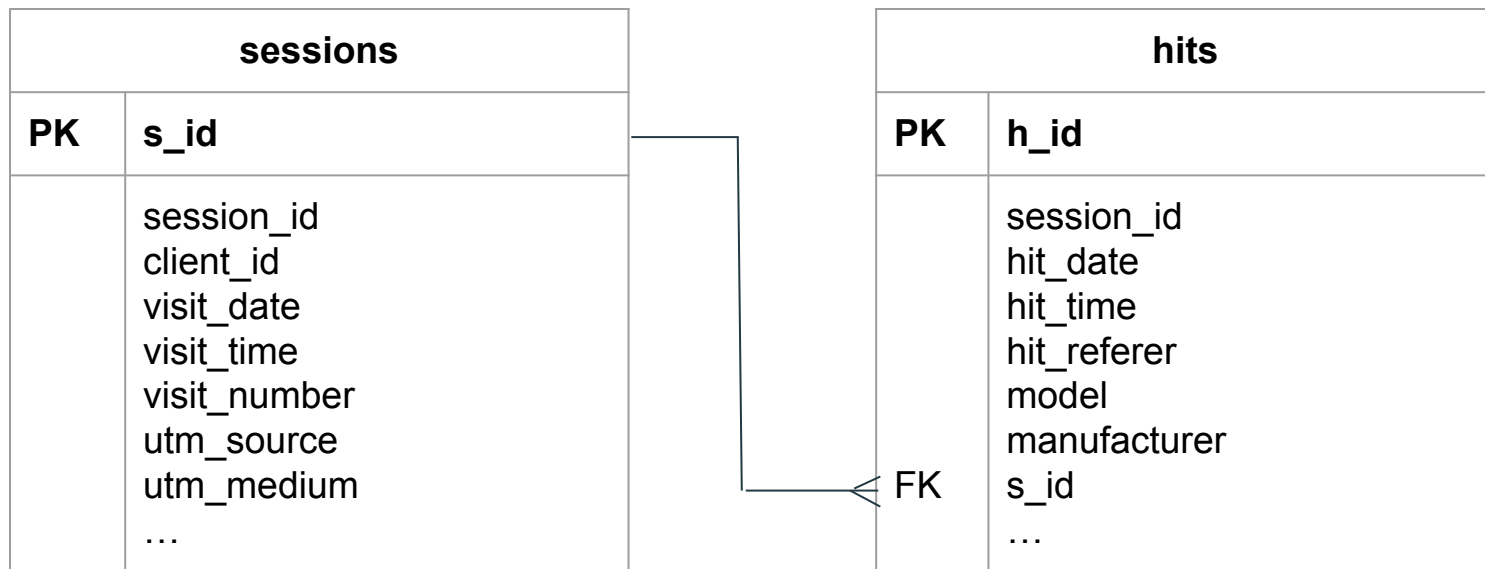 sessions
PK s_id
session_id
client_id
visit_date
visit_time
visit_number
utm_source
utm_medium
…
hits
PK h_id
session_id
hit_date
hit_time
hit_referer
model
manufacturer
FK s_id
…